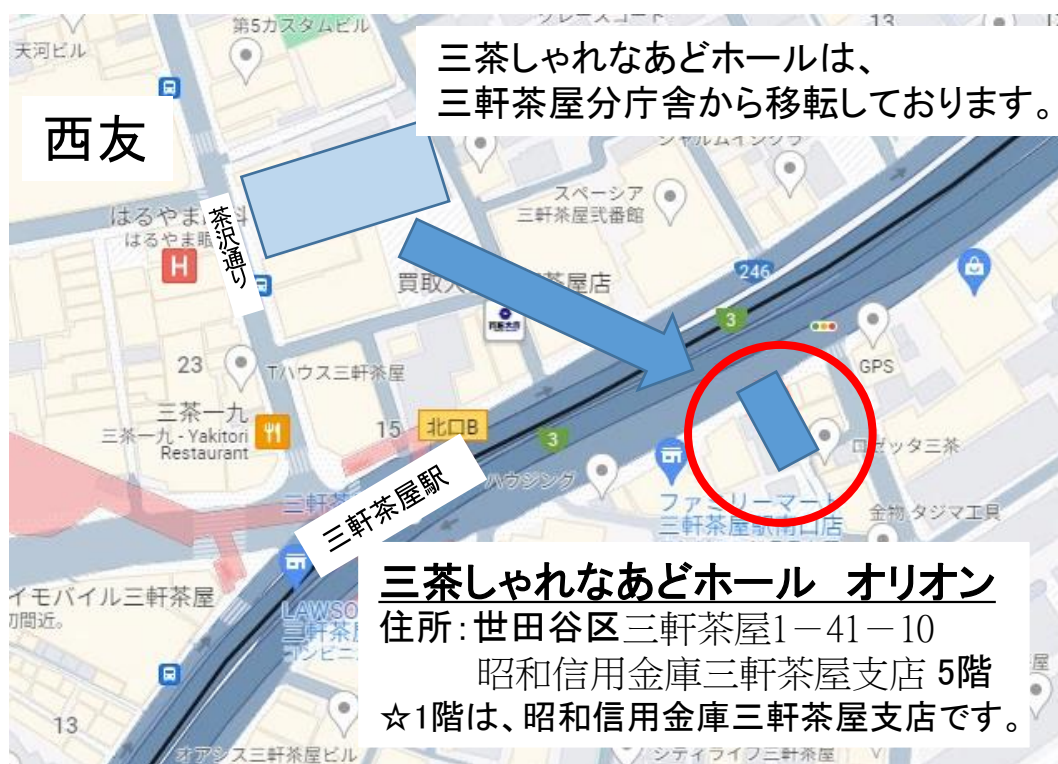 第5カスタムビル
天河ビル
13
三茶しゃれなあどホールは、
三軒茶屋分庁舎から移転しております。
西友
スペーシア
三軒茶屋弐番館
はるやま
はるやま眼
H
茶沢通り
買取
茶屋店
246
3
23
Tハウス三軒茶屋
GPS
三茶一九
三茶一九 - Yakitori
Restaurant
15
北口B
3
ハウジング
ロゼッタ三茶
三軒茶屋駅
ファミリーマート
三軒茶屋駅南口店
金物 タジマ工具
イモバイル三軒茶屋
切間近。
LAWSO
三軒茶
三茶しゃれなあどホール　オリオン
住所：世田谷区三軒茶屋1－41－10
昭和信用金庫三軒茶屋支店 5階
☆1階は、昭和信用金庫三軒茶屋支店です。
13
オアシス三軒茶屋ビル
シティライフ三軒茶屋